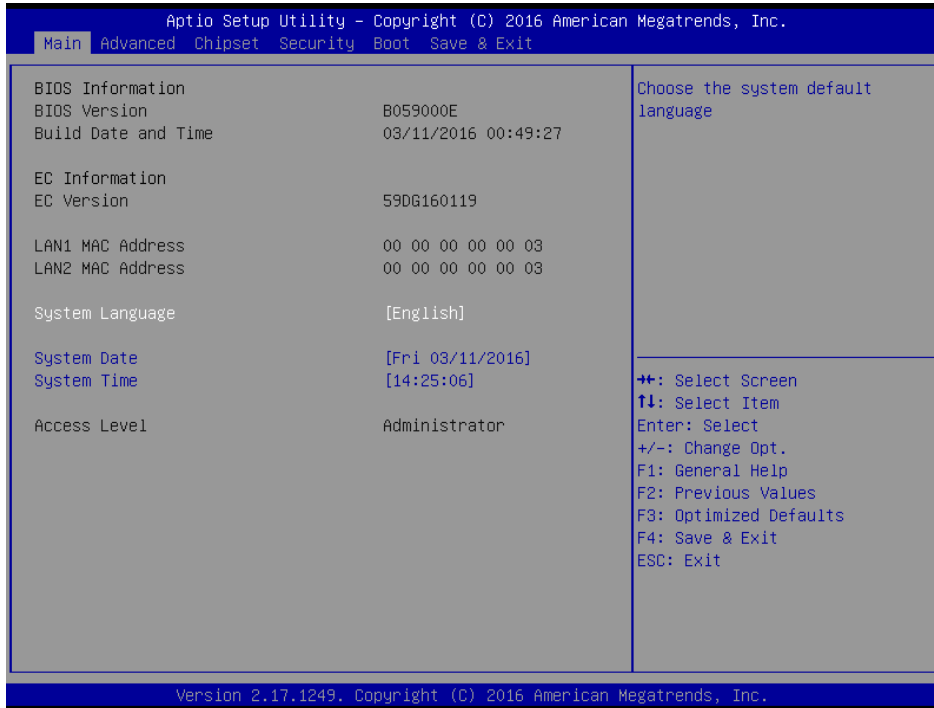 Aptio Setup Utility – Copyright (C) 2016 American Megatrends, Inc.
Main Advanced Chipset Security Boot Save & Exit
BIOS Information
BIOS Version B059000E
Build Date and Time 03/11/2016 00:49:27
EC Information
EC Version 59DG160119
LAN1 MAC Address 00 00 00 00 00 03
LAN2 MAC Address 00 00 00 00 00 03
System Language [English]
System Date [Fri 03/11/2016]
System Time [14:25:06]
Access Level Administrator
Choose the system default
language
→←: Select Screen
↑↓: Select Item
Enter: Select
+/-: Change Opt.
F1: General Help
F2: Previous Values
F3: Optimized Defaults
F4: Save & Exit
ESC: Exit
Version 2.17.1249. Copyright (C) 2016 American Megatrends, Inc.